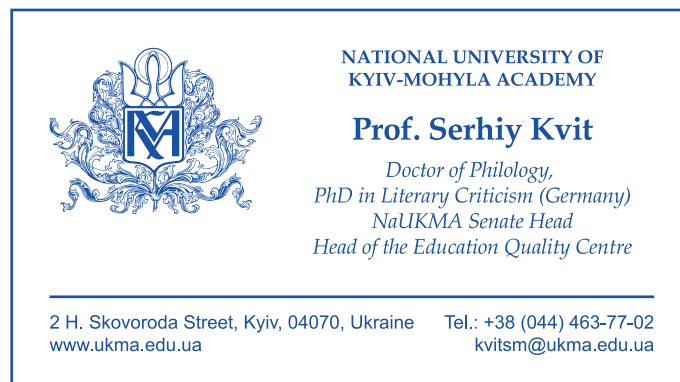 NATIONAL UNIVERSITY OF
KYIV-MOHYLA ACADEMY
Prof. Serhiy Kvit
Doctor of Philology,
PhD in Literary Criticism (Germany)
NaUKMA Senate Head
Head of the Education Quality Centre
2 H. Skovoroda Street, Kyiv, 04070, Ukraine
www.ukma.edu.ua
Tel.: +38 (044) 463-77-02
kvitsm@ukma.edu.ua